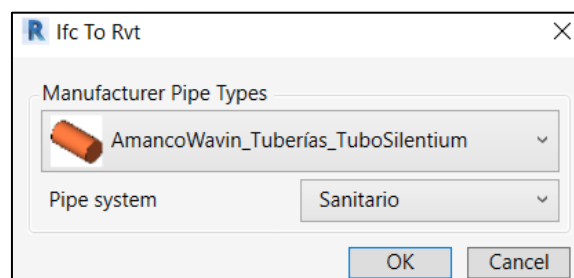 R Ifc To Rvt
Manufacturer Pipe Types
AmancoWavin_Tuberías_TuboSilentium
Pipe system Sanitario
OK Cancel